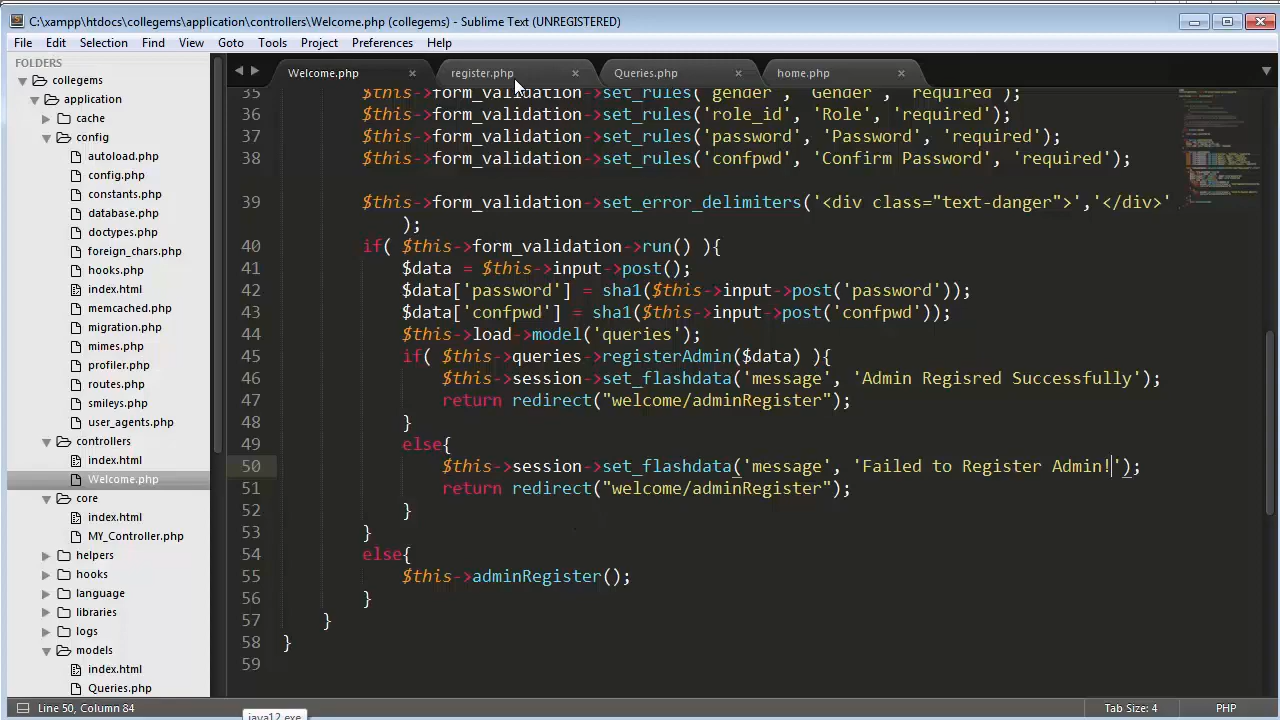 C:\xampp\htdocs\collegems\application\controllers\Welcome.php (collegems) - Sublime Text (UNREGISTERED)
File Edit Selection Find View Goto Tools Project Preferences Help
FOLDERS
collegems
application
cache
config
autoload.php
config.php
constants.php
database.php
doctypes.php
foreign_chars.php
hooks.php
index.html
memcached.php
migration.php
mimes.php
profiler.php
routes.php
smileys.php
user_agents.php
controllers
index.html
Welcome.php
core
index.html
MY_Controller.php
helpers
hooks
language
libraries
logs
models
index.html
Queries.php
Welcome.php register.php Queries.php home.php
35 $this->form_validation->set_rules('gender', 'Gender', 'required');
36 $this->form_validation->set_rules('role_id', 'Role', 'required');
37 $this->form_validation->set_rules('password', 'Password', 'required');
38 $this->form_validation->set_rules('confpwd', 'Confirm Password', 'required');
39 $this->form_validation->set_error_delimiters('<div class="text-danger">','</div>'
);
40 if( $this->form_validation->run() ){
41 $data = $this->input->post();
42 $data['password'] = sha1($this->input->post('password'));
43 $data['confpwd'] = sha1($this->input->post('confpwd'));
44 $this->load->model('queries');
45 if( $this->queries->registerAdmin($data) ){
46 $this->session->set_flashdata('message', 'Admin Regisred Successfully');
47 return redirect("welcome/adminRegister");
48 }
49 else{
50 $this->session->set_flashdata('message', 'Failed to Register Admin!');
51 return redirect("welcome/adminRegister");
52 }
53 }
54 else{
55 $this->adminRegister();
56 }
57 }
58 }
59
Line 50, Column 84 Tab Size: 4 PHP
java12.exe